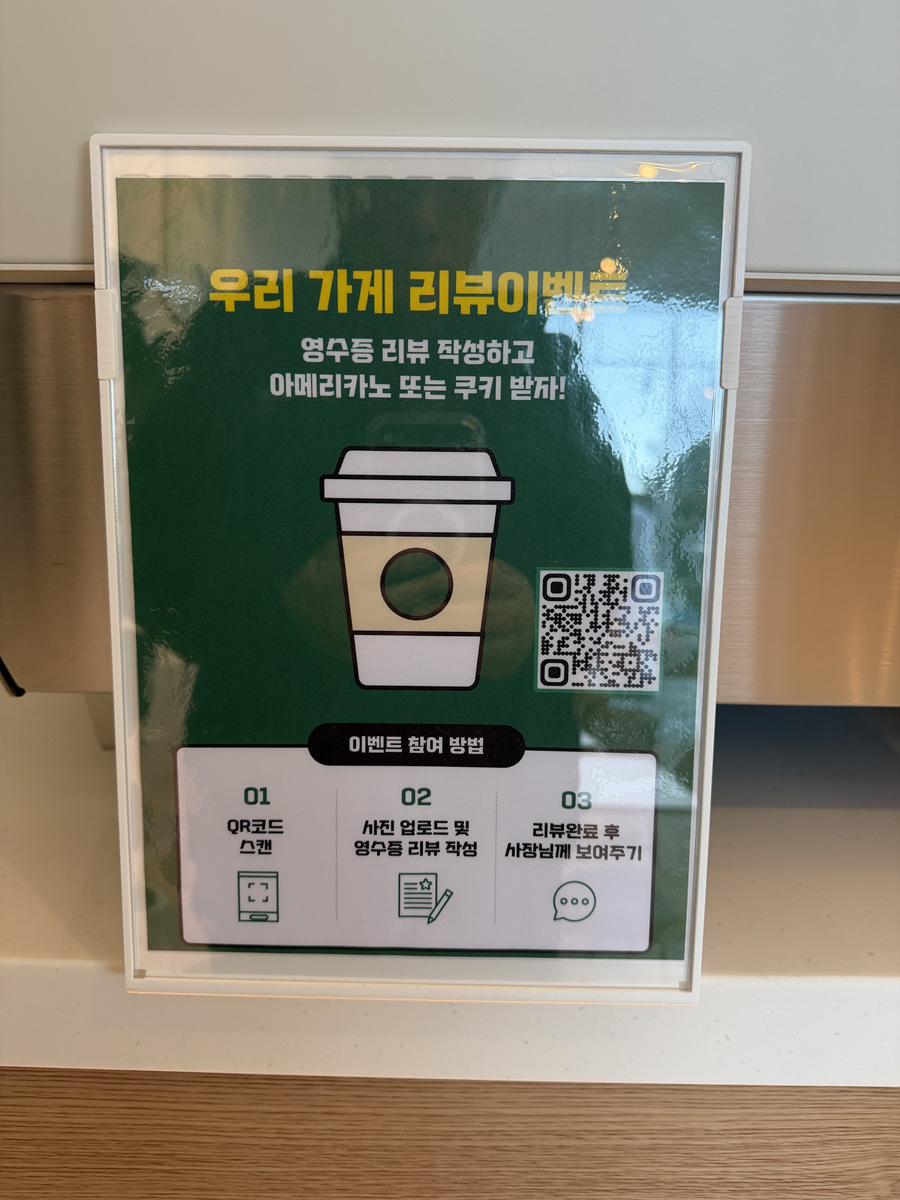 우리 가게 리뷰이벤트
영수증 리뷰 작성하고
아메리카노 또는 쿠키 받자!
이벤트 참여 방법
01
QR코드
스캔
02
사진 업로드 및
영수증 리뷰 작성
03
리뷰완료 후
사장님께 보여주기